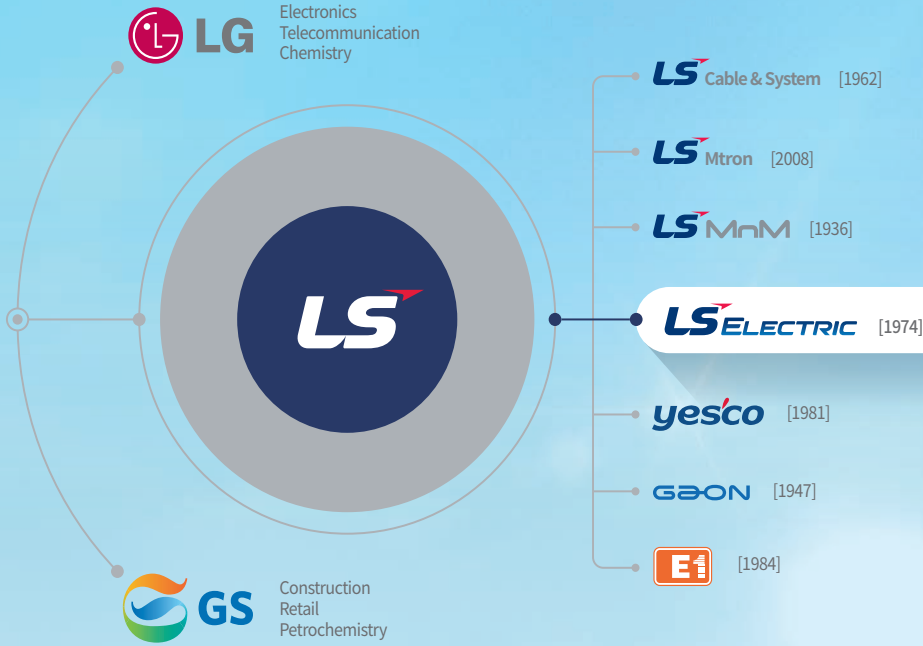 LG
Electronics
Telecommunication
Chemistry
LS
LS Cable & System [1962]
LS Mtron [2008]
LS MnM [1936]
LS ELECTRIC [1974]
yesco [1981]
GAON [1947]
E1 [1984]
GS
Construction
Retail
Petrochemistry